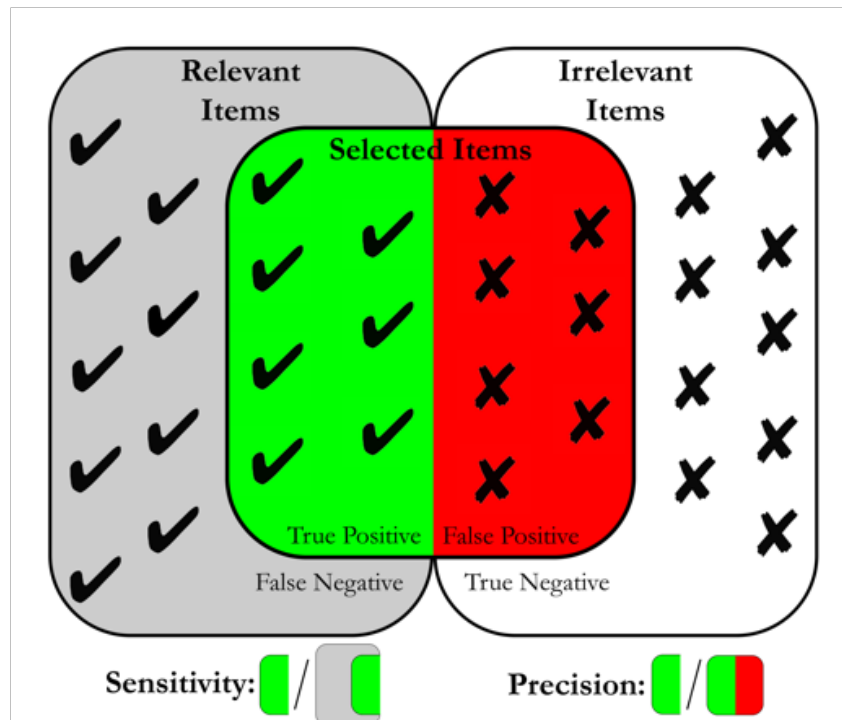 Relevant
Items
Irrelevant
Items
Selected Items
True Positive
False Positive
False Negative
True Negative
Sensitivity: /
Precision: /